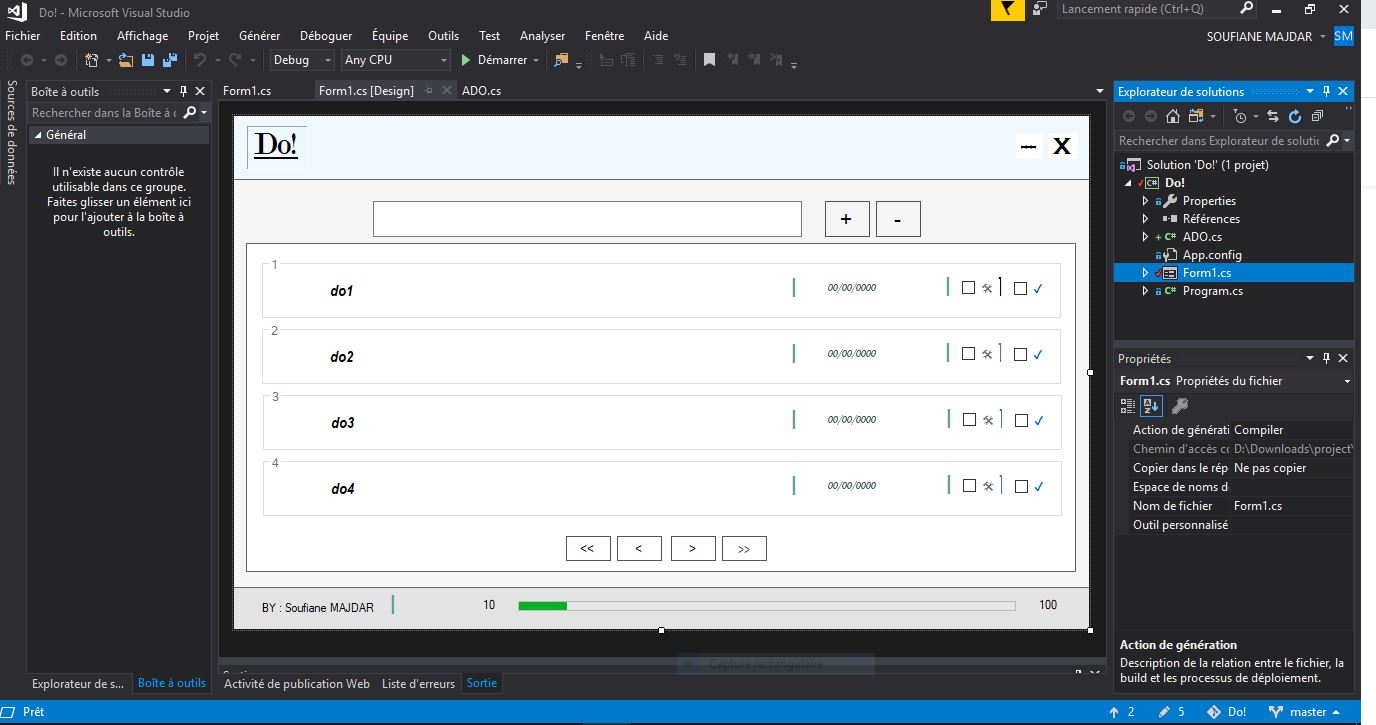 Do! - Microsoft Visual Studio
Lancement rapide (Ctrl+Q)
Fichier Edition Affichage Projet Générer Déboguer Équipe Outils Test Analyser Fenêtre Aide
SOUFIANE MAJDAR SM
Debug Any CPU Démarrer
Sources de données
Boîte à outils
Rechercher dans la Boîte à
Général
Il n'existe aucun contrôle
utilisable dans ce groupe.
Faites glisser un élément ici
pour l'ajouter à la boîte à
outils.
Explorateur de s... Boîte à outils
Form1.cs Form1.cs [Design] ADO.cs
Do! — X
+ -
1
do1 00/00/0000
2
do2 00/00/0000
3
do3 00/00/0000
4
do4 00/00/0000
<< < > >>
BY : Soufiane MAJDAR 10 100
Capture rectangulaire
Activité de publication Web Liste d'erreurs Sortie
Explorateur de solutions
Rechercher dans Explorateur de solutic
Solution 'Do!' (1 projet)
C# Do!
Properties
Références
C# ADO.cs
App.config
Form1.cs
C# Program.cs
Propriétés
Form1.cs Propriétés du fichier
Action de générati Compiler
Chemin d'accès cc D:\Downloads\project\
Copier dans le rép Ne pas copier
Espace de noms d
Nom de fichier Form1.cs
Outil personnalisé
Action de génération
Description de la relation entre le fichier, la
build et les processus de déploiement.
Prêt
2 5 Do! master